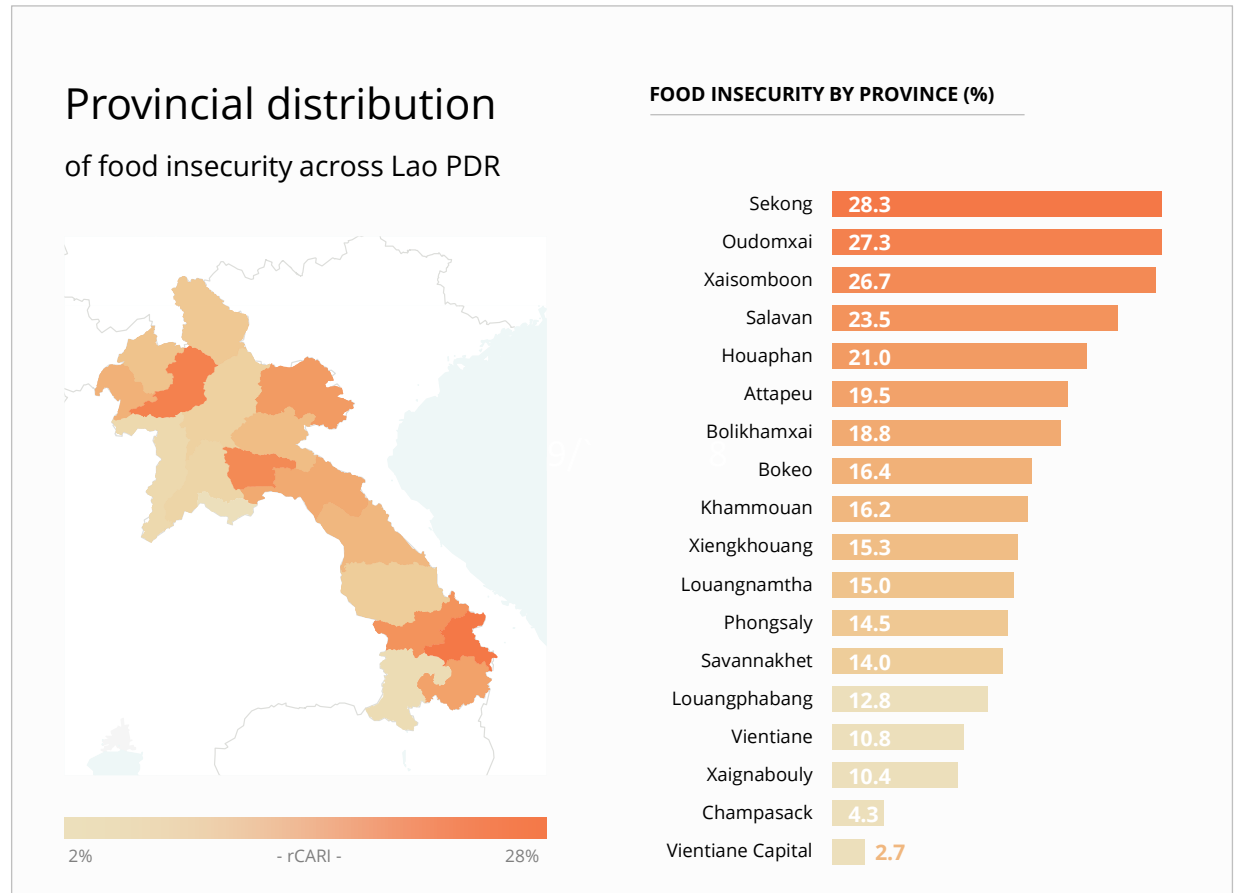 Provincial distribution
of food insecurity across Lao PDR
2%
- rCARI -
28%
FOOD INSECURITY BY PROVINCE (%)
Sekong 28.3
Oudomxai 27.3
Xaisomboon 26.7
Salavan 23.5
Houaphan 21.0
Attapeu 19.5
Bolikhamxai 18.8
Bokeo 16.4
Khammouan 16.2
Xiengkhouang 15.3
Louangnamtha 15.0
Phongsaly 14.5
Savannakhet 14.0
Louangphabang 12.8
Vientiane 10.8
Xaignabouly 10.4
Champasack 4.3
Vientiane Capital 2.7